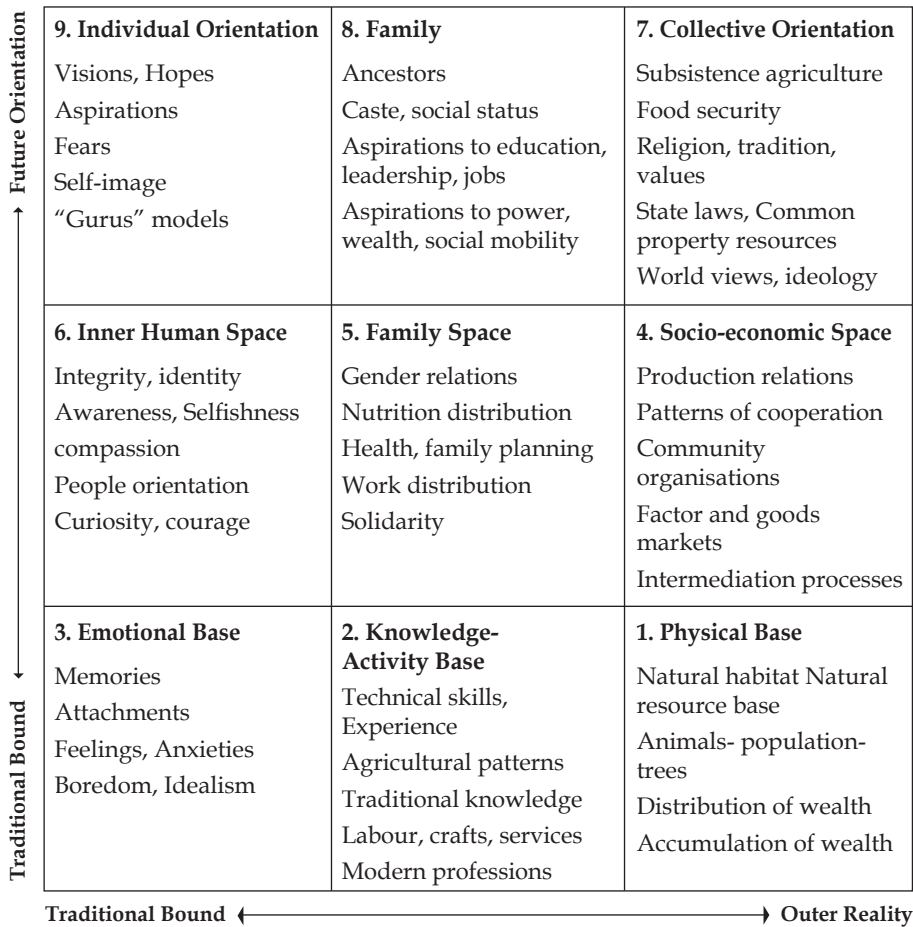 Future Orientation
Traditional Bound
9. Individual Orientation
Visions, Hopes
Aspirations
Fears
Self-image
“Gurus” models
8. Family
Ancestors
Caste, social status
Aspirations to education,
leadership, jobs
Aspirations to power,
wealth, social mobility
7. Collective Orientation
Subsistence agriculture
Food security
Religion, tradition,
values
State laws, Common
property resources
World views, ideology
6. Inner Human Space
Integrity, identity
Awareness, Selfishness
compassion
People orientation
Curiosity, courage
5. Family Space
Gender relations
Nutrition distribution
Health, family planning
Work distribution
Solidarity
4. Socio-economic Space
Production relations
Patterns of cooperation
Community
organisations
Factor and goods
markets
Intermediation processes
3. Emotional Base
Memories
Attachments
Feelings, Anxieties
Boredom, Idealism
2. Knowledge-
Activity Base
Technical skills,
Experience
Agricultural patterns
Traditional knowledge
Labour, crafts, services
Modern professions
1. Physical Base
Natural habitat Natural
resource base
Animals- population-
trees
Distribution of wealth
Accumulation of wealth
Traditional Bound
Outer Reality